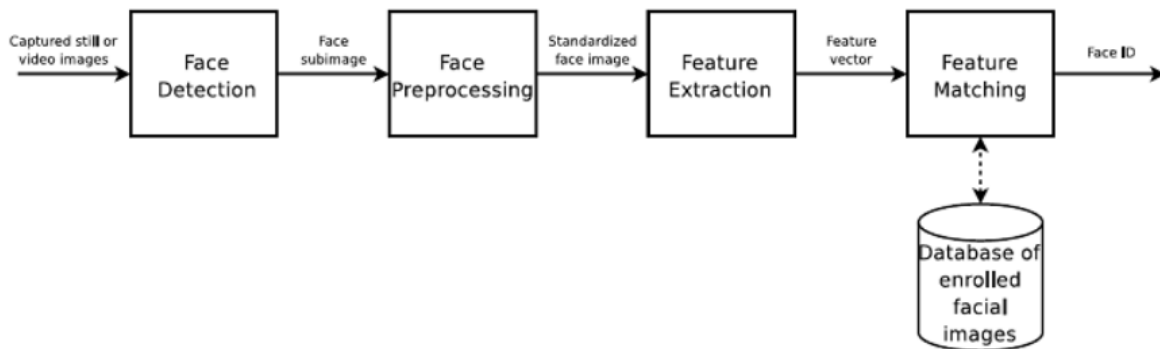 Captured still or
video images
Face
Detection
Face
subimage
Face
Preprocessing
Standardized
face image
Feature
Extraction
Feature
vector
Feature
Matching
Face ID
Database of
enrolled
facial
images